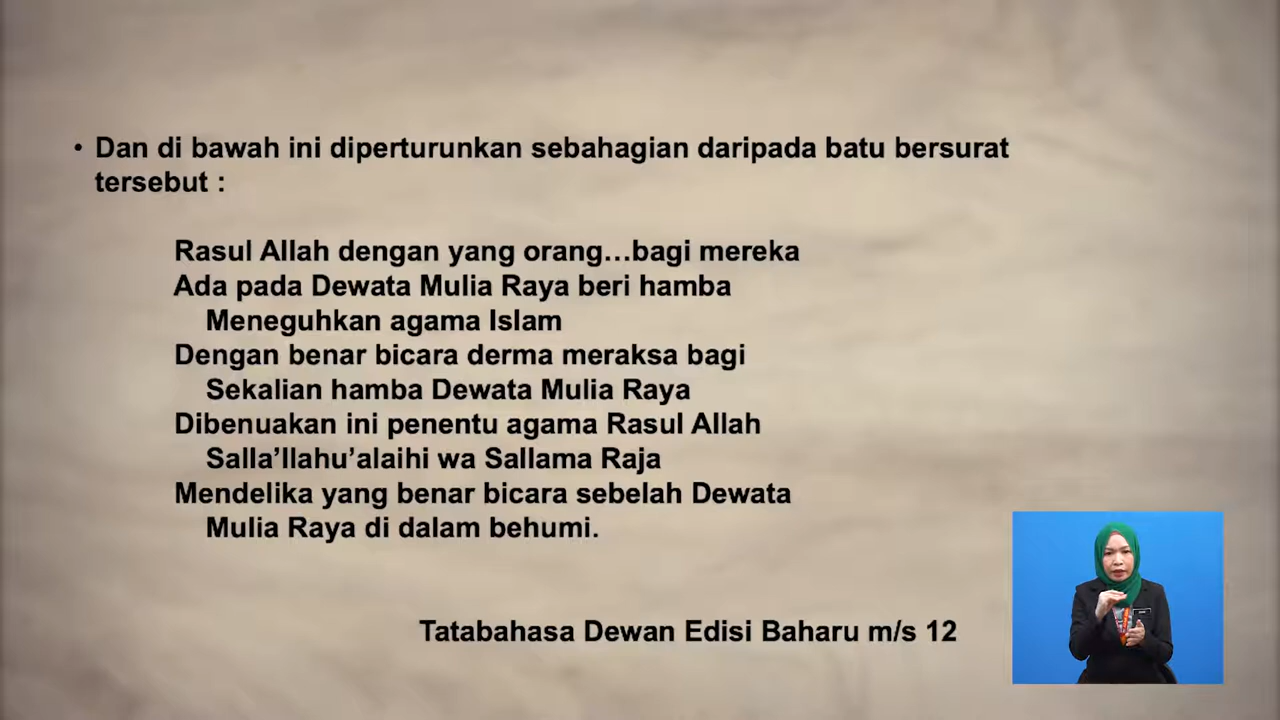 • Dan di bawah ini diperturunkan sebahagian daripada batu bersurat
tersebut :
Rasul Allah dengan yang orang...bagi mereka
Ada pada Dewata Mulia Raya beri hamba
Meneguhkan agama Islam
Dengan benar bicara derma meraksa bagi
Sekalian hamba Dewata Mulia Raya
Dibenuakan ini penentu agama Rasul Allah
Salla’llahu’alaihi wa Sallama Raja
Mendelika yang benar bicara sebelah Dewata
Mulia Raya di dalam behumi.
Tatabahasa Dewan Edisi Baharu m/s 12